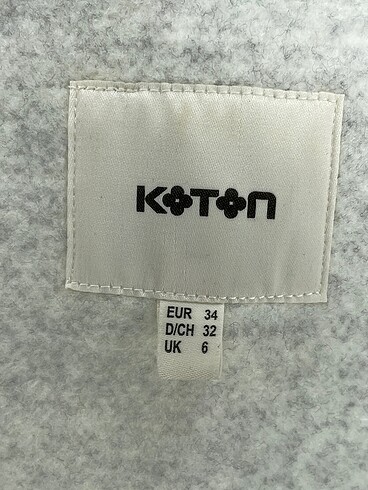 KOTON
EUR 34
D/CH 32
UK 6